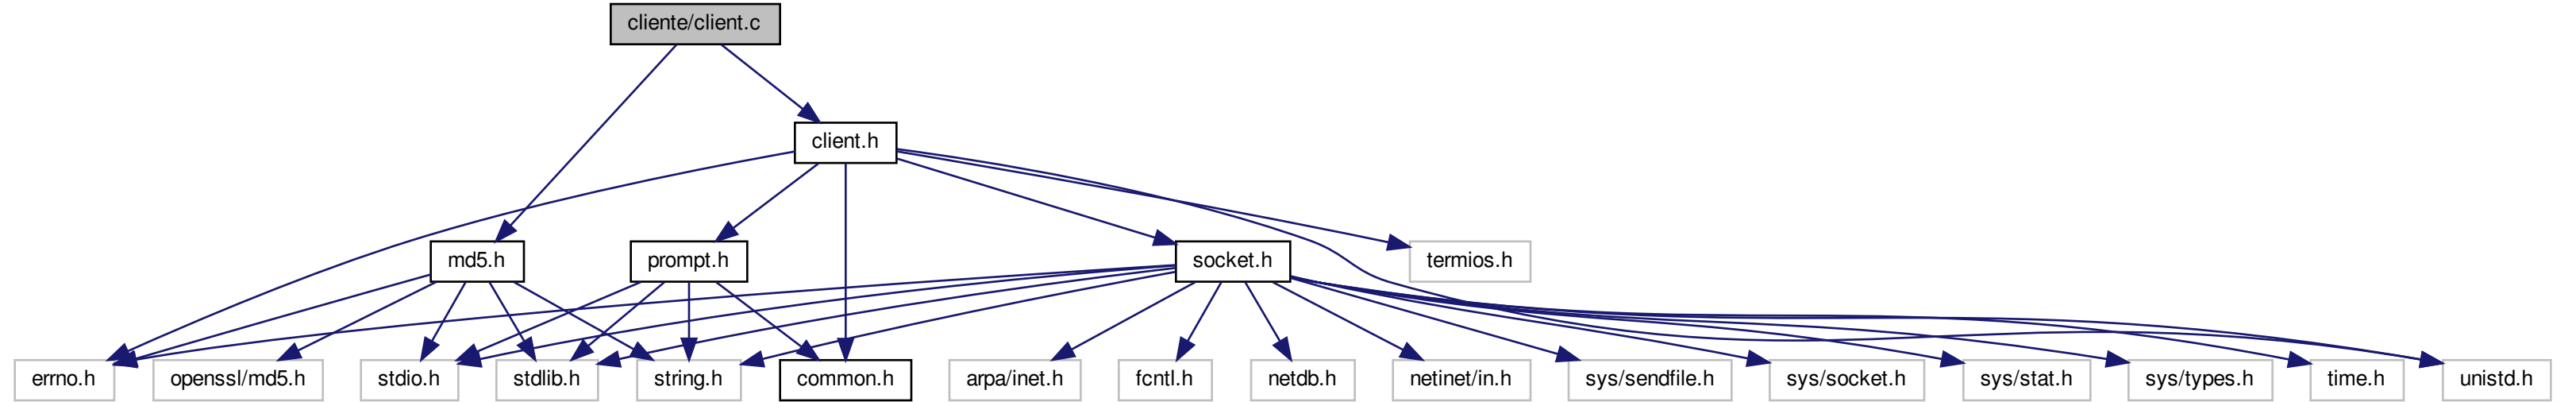 cliente/client.c
client.h
md5.h
prompt.h
socket.h
termios.h
errno.h
openssl/md5.h
stdio.h
stdlib.h
string.h
common.h
arpa/inet.h
fcntl.h
netdb.h
netinet/in.h
sys/sendfile.h
sys/socket.h
sys/stat.h
sys/types.h
time.h
unistd.h